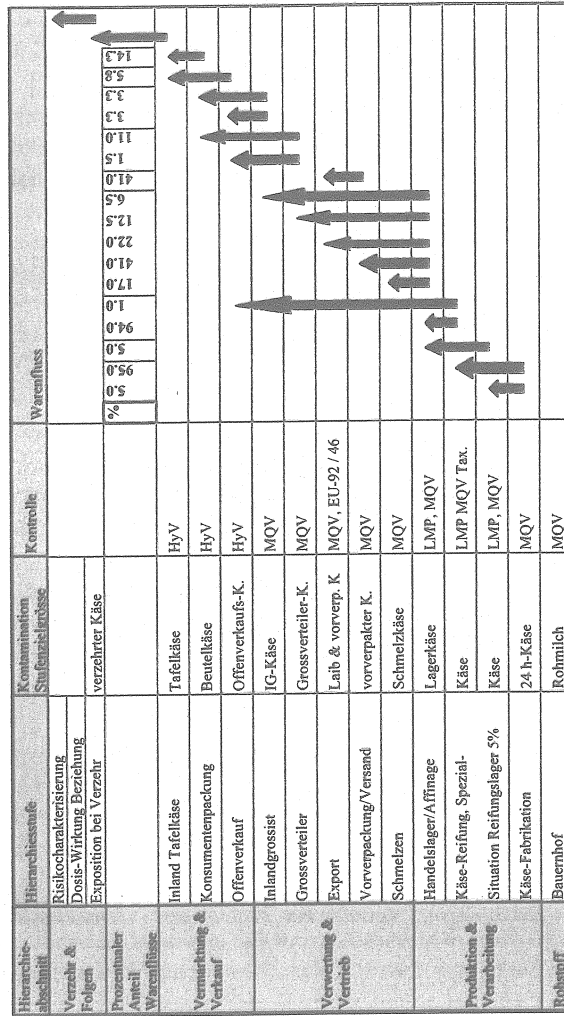 Hierarchie-
abschnitt
Hierarchiesstufe
Kontamination
Stufenzielgrösse
Kontrolle
Warenfluss
Verzehr &
Folgen
Risikocharakterisierung
Dosis-Wirkung Beziehung
Exposition bei Verzehr
verzehrter Käse
Prozentualer
Anteil
Warenflüsse
%
5.0
95.0
5.0
94.0
1.0
17.0
41.0
22.0
12.5
6.5
41.0
1.5
11.0
3.3
3.3
5.8
14.3
Vermarktung &
Verkauf
Inland Tafelkäse
Tafelkäse
HyV
Konsumentenpackung
Beutelkäse
HyV
Offenverkauf
Offenverkaufs-K.
HyV
Verwertung &
Vertrieb
Inlandgrossist
IG-Käse
MQV
Grossverteiler
Grossverteiler-K.
MQV
Export
Laib & vorverp. K
MQV, EU-92 / 46
Vorverpackung/Versand
vorverpakter K.
MQV
Schmelzen
Schmelzkäse
MQV
Produktion &
Verarbeitung
Handelslager/Affinage
Lagerkäse
LMP, MQV
Käse-Reifung, Spezial-
Käse
LMP MQV Tax.
Situation Reifungslager 5%
Käse
LMP, MQV
Käse-Fabrikation
24 h-Käse
MQV
Rohstoff
Bauernhof
Rohmilch
MQV